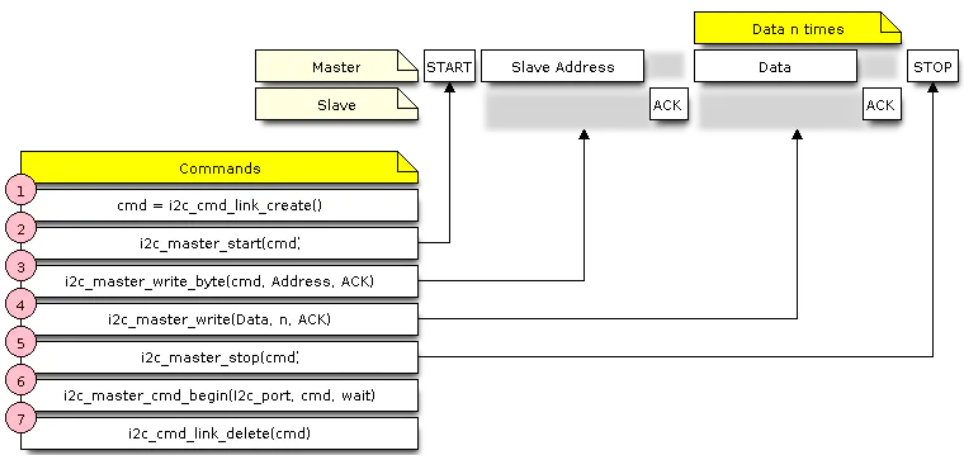 Data n times
Master START Slave Address Data STOP
Slave ACK ACK
Commands
1
cmd = i2c_cmd_link_create()
2
i2c_master_start(cmd;
3
i2c_master_write_byte(cmd, Address, ACK)
4
i2c_master_write(Data, n, ACK)
5
i2c_master_stop(cmd;
6
i2c_master_cmd_begin(I2c_port, cmd, wait)
7
i2c_cmd_link_delete(cmd)